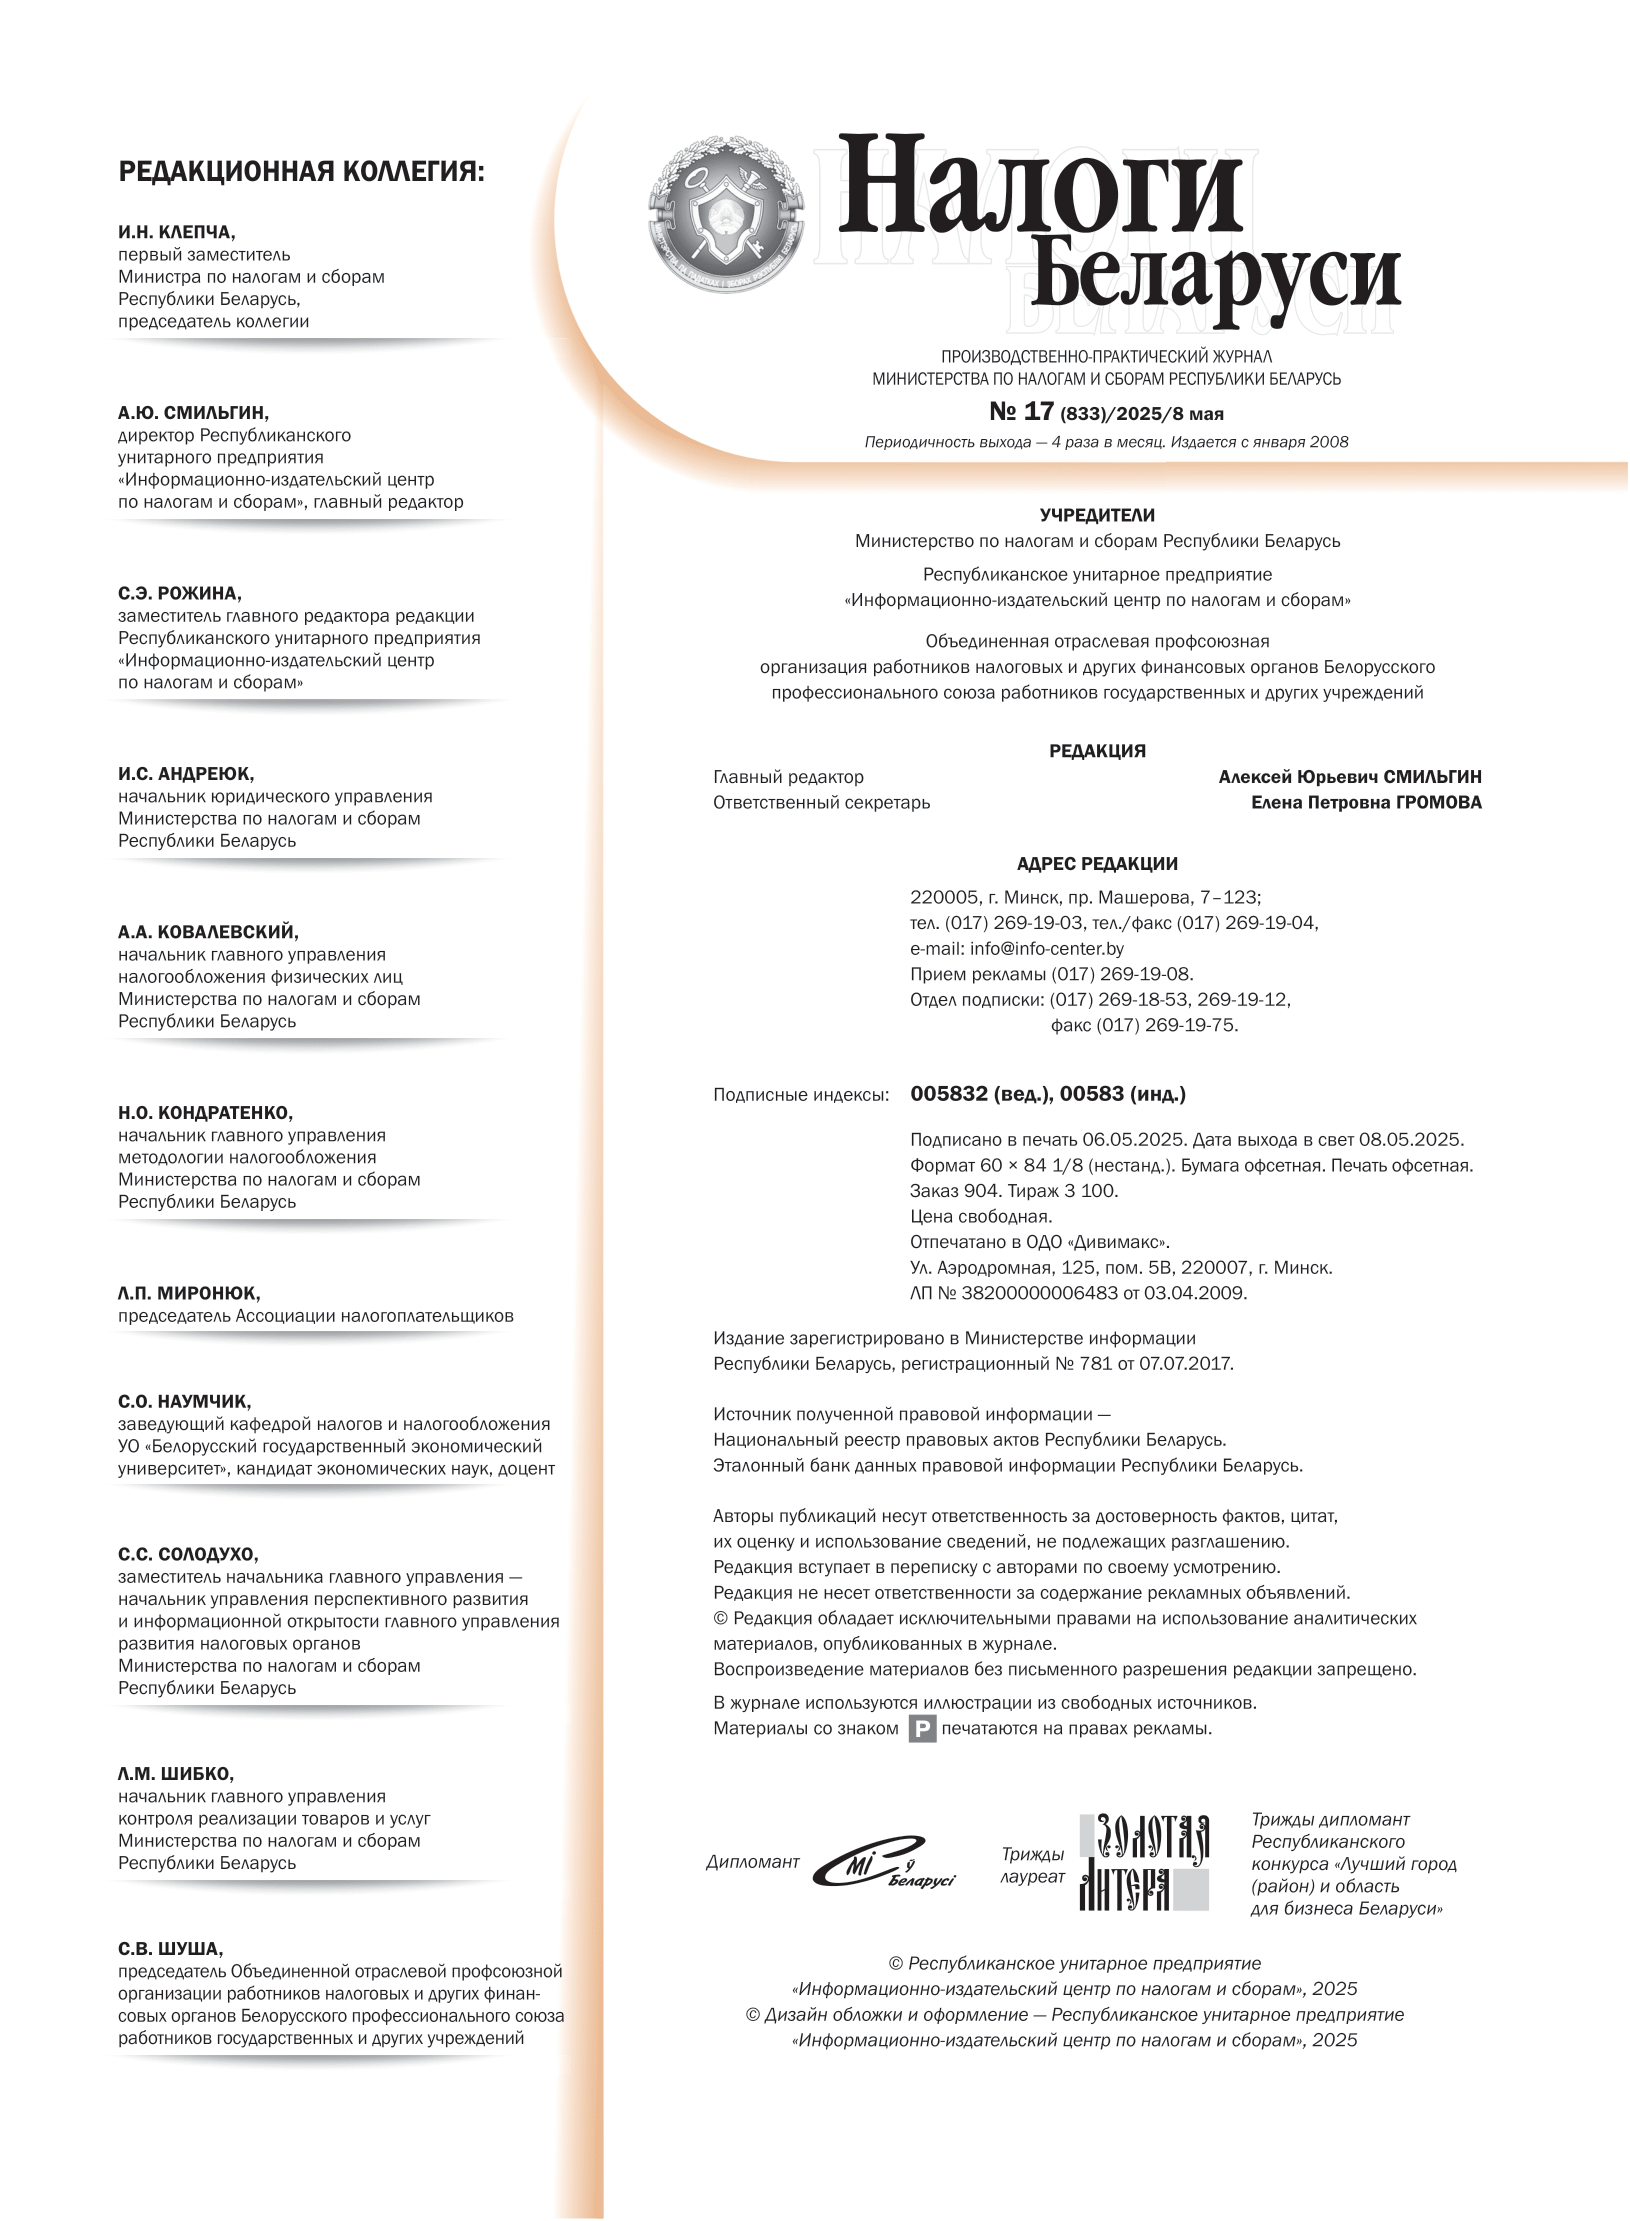 РЕДАКЦИОННАЯ КОЛЛЕГИЯ:
И.Н. КЛЕПЧА,
первый заместитель
Министра по налогам и сборам
Республики Беларусь,
председатель коллегии
А.Ю. СМИЛЬГИН,
директор Республиканского
унитарного предприятия
«Информационно-издательский центр
по налогам и сборам», главный редактор
С.Э. РОЖИНА,
заместитель главного редактора редакции
Республиканского унитарного предприятия
«Информационно-издательский центр
по налогам и сборам»
И.С. АНДРЕЮК,
начальник юридического управления
Министерства по налогам и сборам
Республики Беларусь
А.А. КОВАЛЕВСКИЙ,
начальник главного управления
налогообложения физических лиц
Министерства по налогам и сборам
Республики Беларусь
Н.О. КОНДРАТЕНКО,
начальник главного управления
методологии налогообложения
Министерства по налогам и сборам
Республики Беларусь
Л.П. МИРОНЮК,
председатель Ассоциации налогоплательщиков
С.О. НАУМЧИК,
заведующий кафедрой налогов и налогообложения
УО «Белорусский государственный экономический
университет», кандидат экономических наук, доцент
С.С. СОЛОДУХО,
заместитель начальника главного управления —
начальник управления перспективного развития
и информационной открытости главного управления
развития налоговых органов
Министерства по налогам и сборам
Республики Беларусь
Л.М. ШИБКО,
начальник главного управления
контроля реализации товаров и услуг
Министерства по налогам и сборам
Республики Беларусь
С.В. ШУША,
председатель Объединенной отраслевой профсоюзной
организации работников налоговых и других финан-
совых органов Белорусского профессионального союза
работников государственных и других учреждений
Налоги
Беларуси
ПРОИЗВОДСТВЕННО-ПРАКТИЧЕСКИЙ ЖУРНАЛ
МИНИСТЕРСТВА ПО НАЛОГАМ И СБОРАМ РЕСПУБЛИКИ БЕЛАРУСЬ
№ 17 (833)/2025/8 мая
Периодичность выхода — 4 раза в месяц. Издается с января 2008
УЧРЕДИТЕЛИ
Министерство по налогам и сборам Республики Беларусь
Республиканское унитарное предприятие
«Информационно-издательский центр по налогам и сборам»
Объединенная отраслевая профсоюзная
организация работников налоговых и других финансовых органов Белорусского
профессионального союза работников государственных и других учреждений
РЕДАКЦИЯ
Главный редактор Алексей Юрьевич СМИЛЬГИН
Ответственный секретарь Елена Петровна ГРОМОВА
АДРЕС РЕДАКЦИИ
220005, г. Минск, пр. Машерова, 7–123;
тел. (017) 269-19-03, тел./факс (017) 269-19-04,
e-mail: info@info-center.by
Прием рекламы (017) 269-19-08.
Отдел подписки: (017) 269-18-53, 269-19-12,
факс (017) 269-19-75.
Подписные индексы: 005832 (вед.), 00583 (инд.)
Подписано в печать 06.05.2025. Дата выхода в свет 08.05.2025.
Формат 60 × 84 1/8 (нестанд.). Бумага офсетная. Печать офсетная.
Заказ 904. Тираж 3 100.
Цена свободная.
Отпечатано в ОДО «Дивимакс».
Ул. Аэродромная, 125, пом. 5В, 220007, г. Минск.
ЛП № 38200000006483 от 03.04.2009.
Издание зарегистрировано в Министерстве информации
Республики Беларусь, регистрационный № 781 от 07.07.2017.
Источник полученной правовой информации —
Национальный реестр правовых актов Республики Беларусь.
Эталонный банк данных правовой информации Республики Беларусь.
Авторы публикаций несут ответственность за достоверность фактов, цитат,
их оценку и использование сведений, не подлежащих разглашению.
Редакция вступает в переписку с авторами по своему усмотрению.
Редакция не несет ответственности за содержание рекламных объявлений.
© Редакция обладает исключительными правами на использование аналитических
материалов, опубликованных в журнале.
Воспроизведение материалов без письменного разрешения редакции запрещено.
В журнале используются иллюстрации из свободных источников.
Материалы со знаком Р печатаются на правах рекламы.
Дипломант
СМі ў Беларусі
Трижды
лауреат
ЗОЛОТАЯ
ЛИТЕРА
Трижды дипломант
Республиканского
конкурса «Лучший город
(район) и область
для бизнеса Беларуси»
© Республиканское унитарное предприятие
«Информационно-издательский центр по налогам и сборам», 2025
© Дизайн обложки и оформление — Республиканское унитарное предприятие
«Информационно-издательский центр по налогам и сборам», 2025